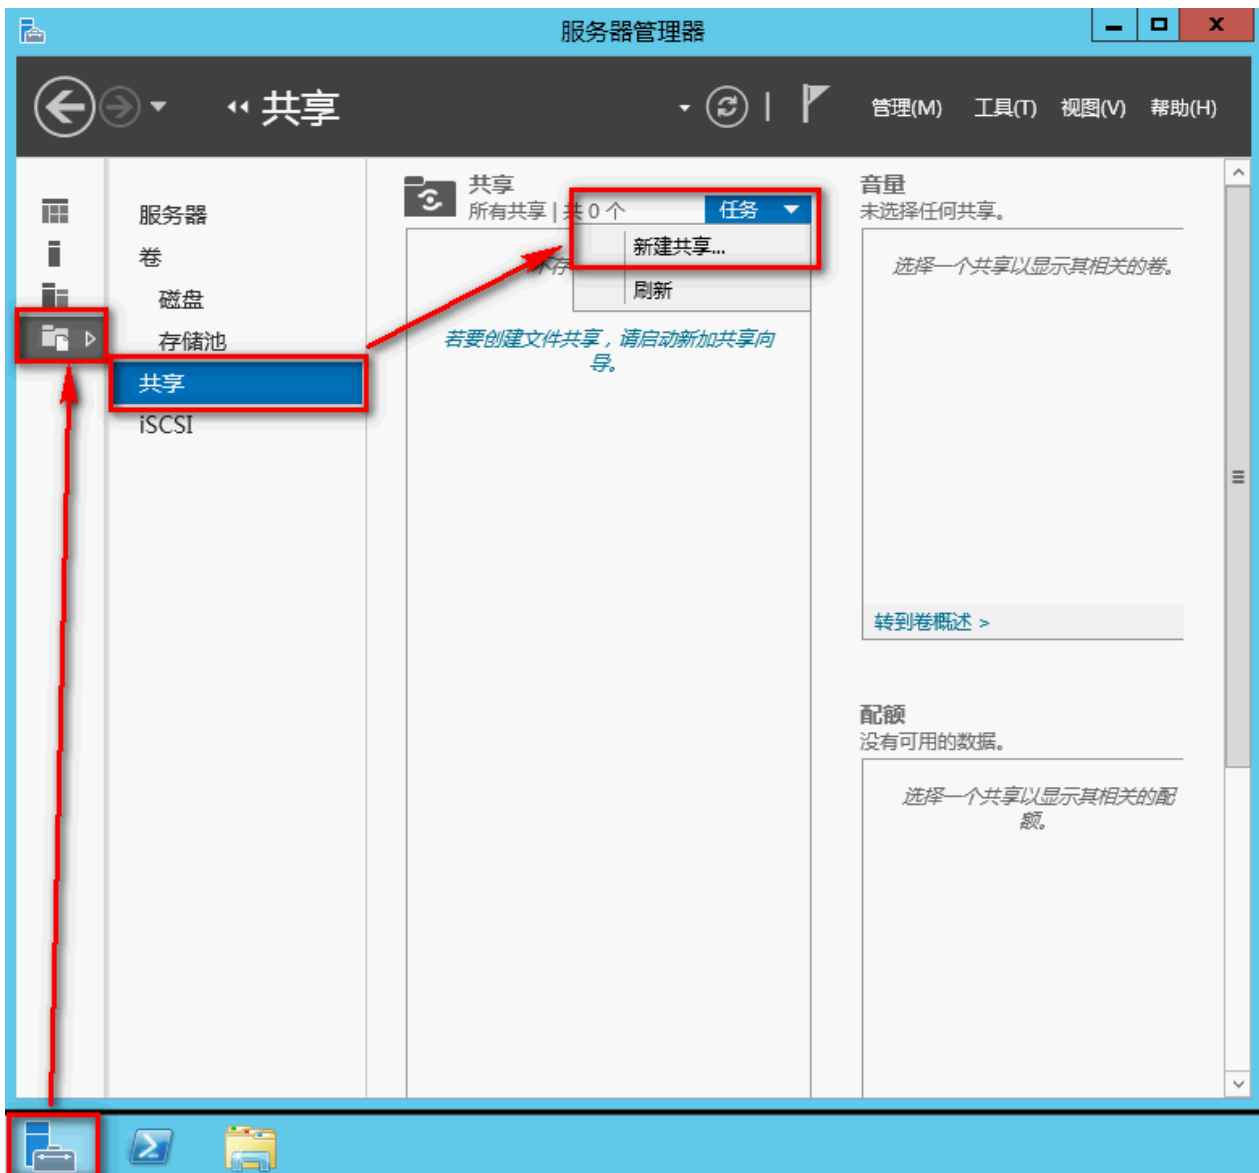 服务器管理器
共享
管理(M) 工具(T) 视图(V) 帮助(H)
服务器
卷
磁盘
存储池
共享
iSCSI
共享
所有共享 | 共 0 个
任务
新建共享...
刷新
不存
若要创建文件共享，请启动新加共享向
导。
音量
未选择任何共享。
选择一个共享以显示其相关的卷。
转到卷概述 >
配额
没有可用的数据。
选择一个共享以显示其相关的配
额。